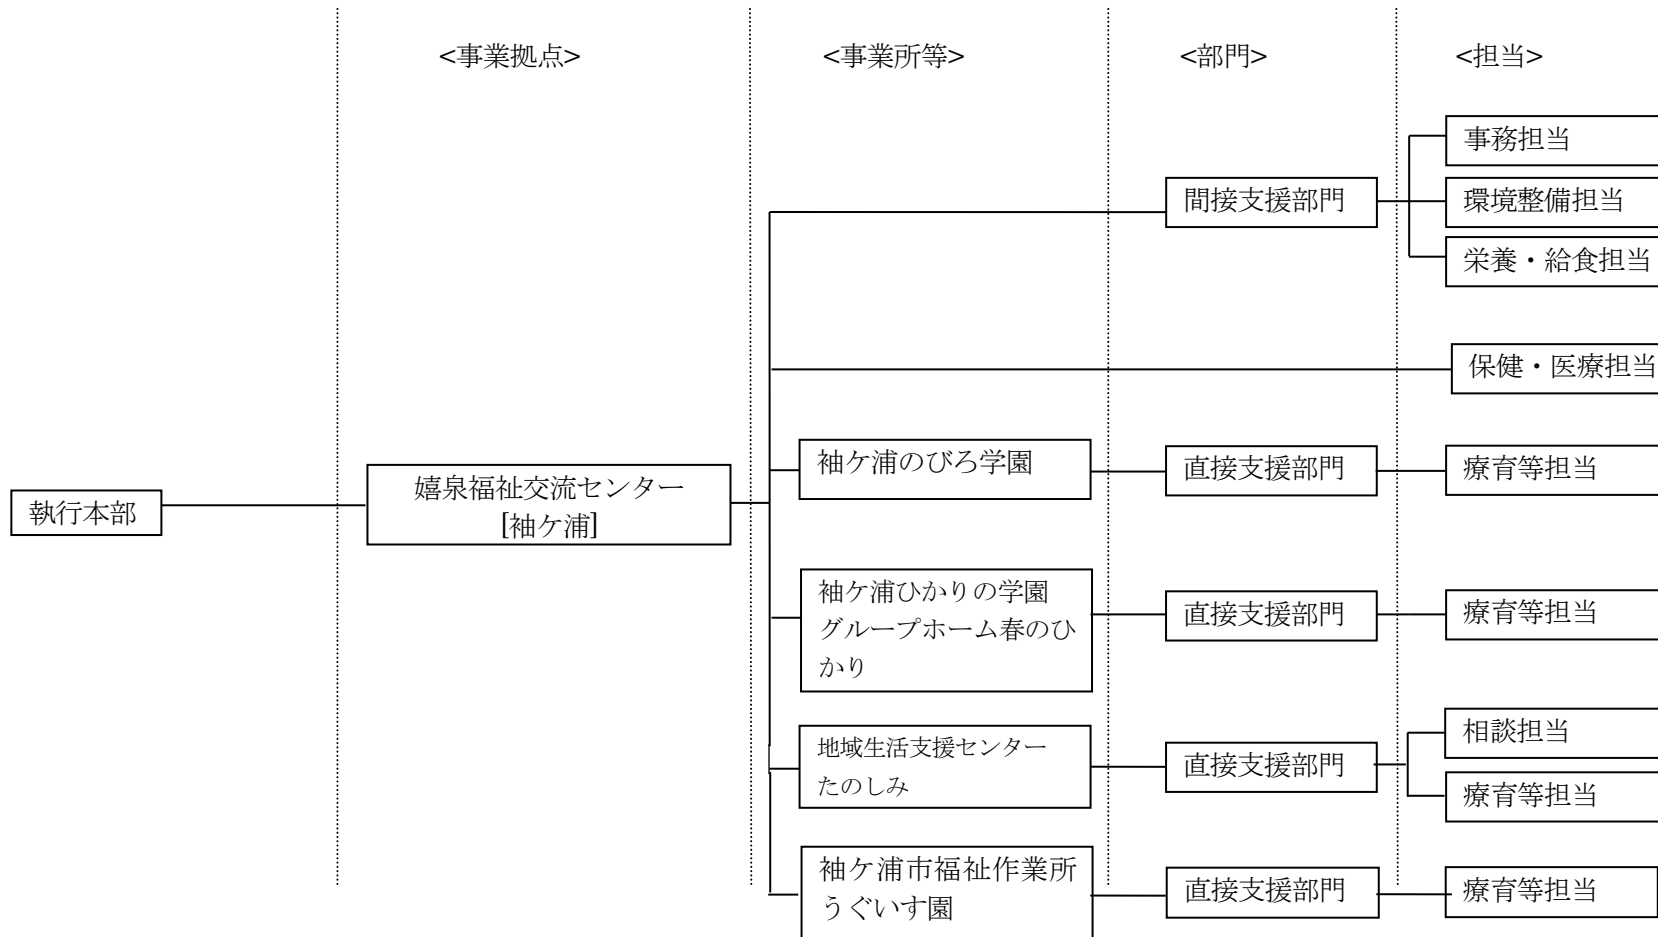 <事業拠点>
<事業所等>
<部門>
<担当>
事務担当
間接支援部門
環境整備担当
栄養・給食担当
保健・医療担当
執行本部
嬉泉福祉交流センター
[袖ケ浦]
袖ケ浦のびろ学園
直接支援部門
療育等担当
袖ケ浦ひかりの学園
グループホーム春のひ
かり
直接支援部門
療育等担当
地域生活支援センター
たのしみ
直接支援部門
相談担当
療育等担当
袖ケ浦市福祉作業所
うぐいす園
直接支援部門
療育等担当